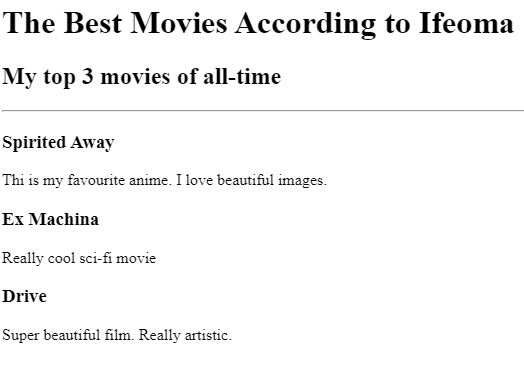 The Best Movies According to Ifeoma
My top 3 movies of all-time
Spirited Away
Thi is my favourite anime. I love beautiful images.
Ex Machina
Really cool sci-fi movie
Drive
Super beautiful film. Really artistic.